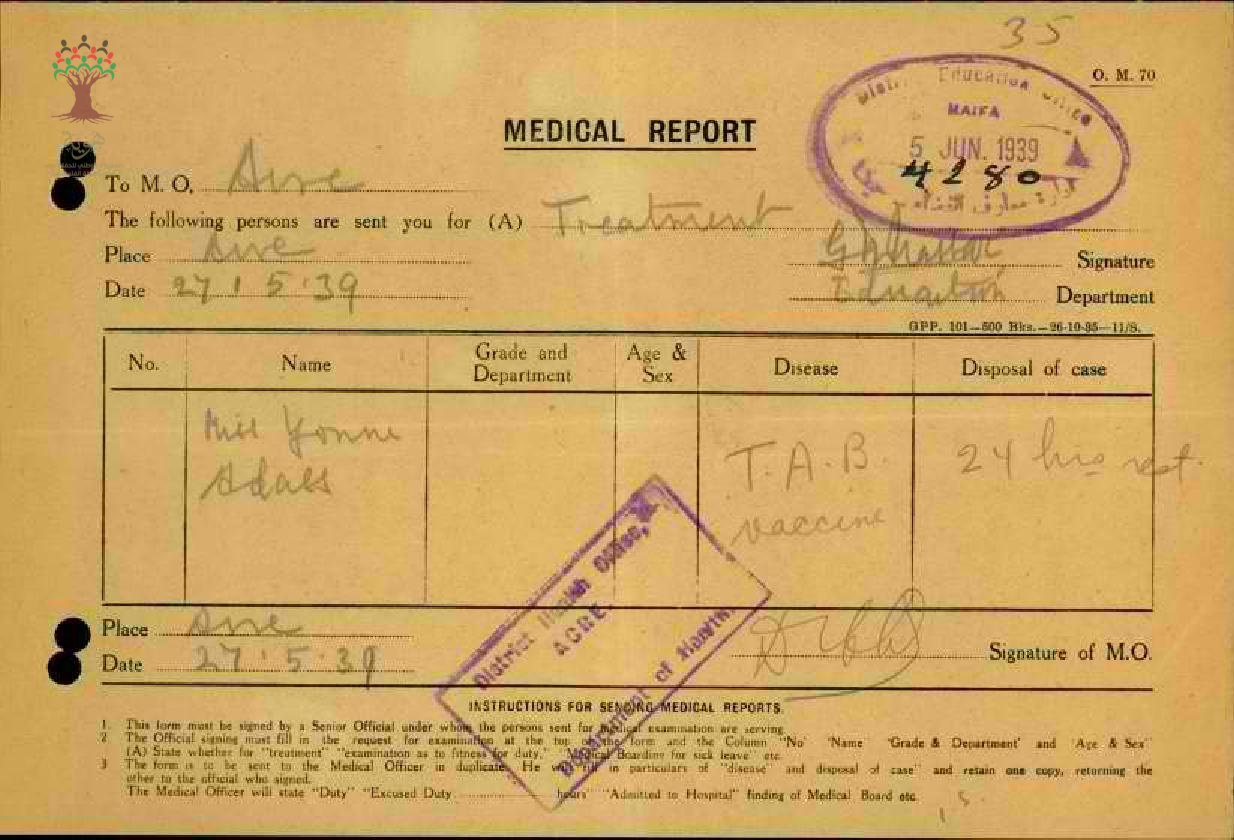 35
O. M. 70
District Education Office
HAIFA
5 JUN. 1939
4280
MEDICAL REPORT
To M. O. Acre
The following persons are sent you for (A) Treatment
Place Acre
Signature
Date 27.5.39
Education Department
GPP. 101—500 Bks.—26-10-35—11/S.
No. Name Grade and Department Age & Sex Disease Disposal of case
Miss Yonne T.A.B. 24 hrs rest.
vaccine
District Health Office,
ACRE.
Department of Health.
Place Acre
Date 27.5.39
Signature of M.O.
INSTRUCTIONS FOR SENDING MEDICAL REPORTS.
1. This form must be signed by a Senior Official under whom the persons sent for medical examination are serving
2 The Official signing must fill in the request for examination at the top of the form and the Column "No" "Name" "Grade & Department" and "Age & Sex"
(A) State whether for "treatment" "examination as to fitness for duty," "Medical Boarding for sick leave" etc.
3 The form is to be sent to the Medical Officer in duplicate. He will fill in particulars of "disease" and disposal of case" and retain one copy, returning the
other to the official who signed.
The Medical Officer will state "Duty" "Excused Duty.................... hours" "Admitted to Hospital" finding of Medical Board etc.